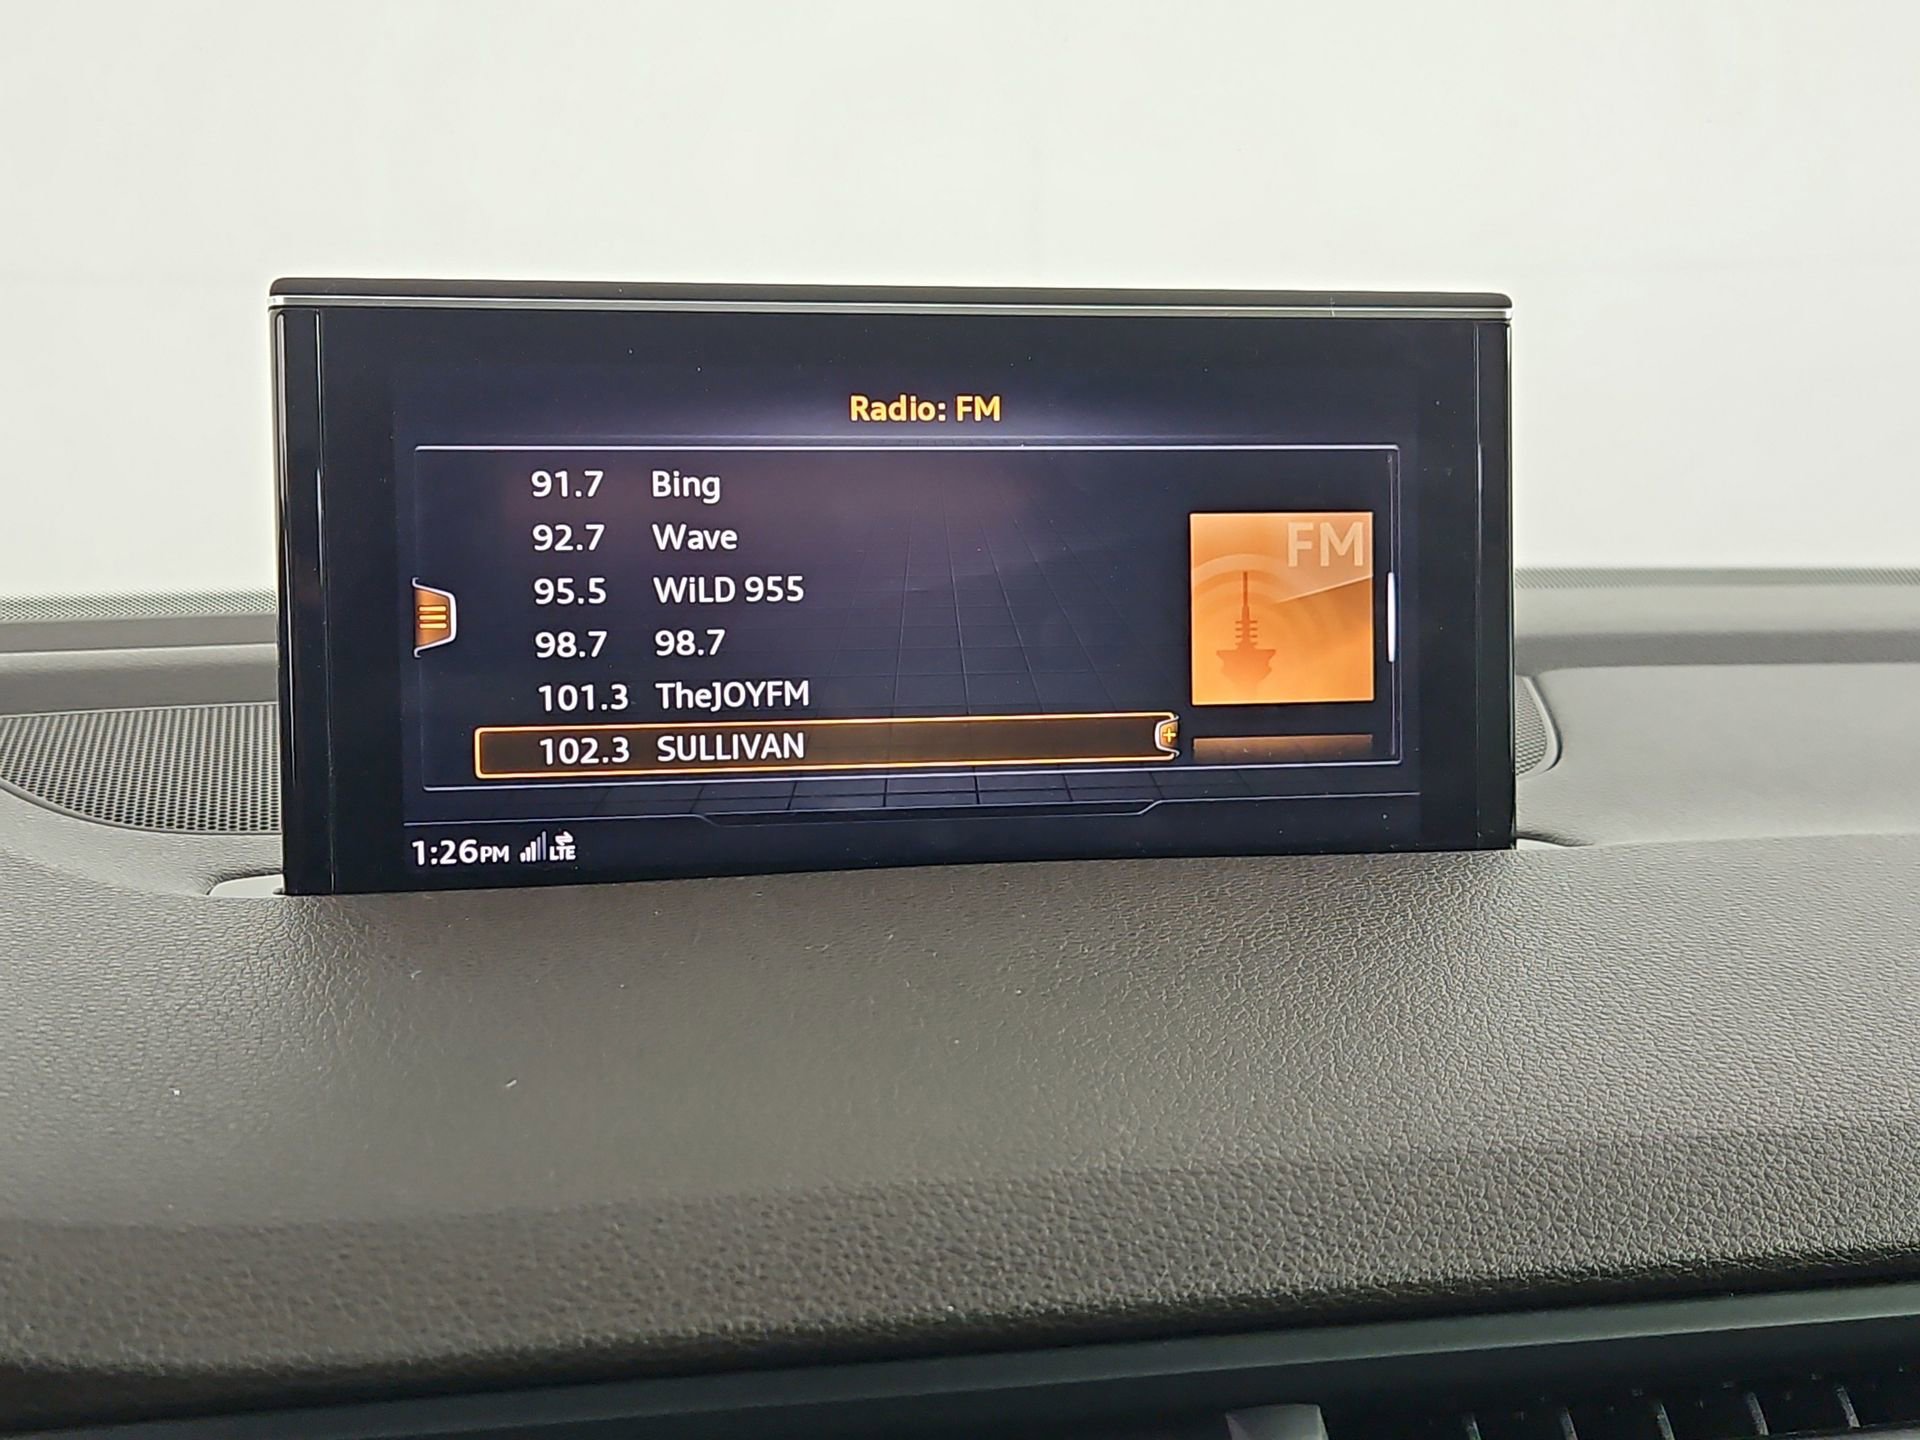 Radio: FM
91.7 Bing
92.7 Wave
95.5 WiLD 955
98.7 98.7
101.3 TheJOYFM
102.3 SULLIVAN
FM
1:26PM LTE